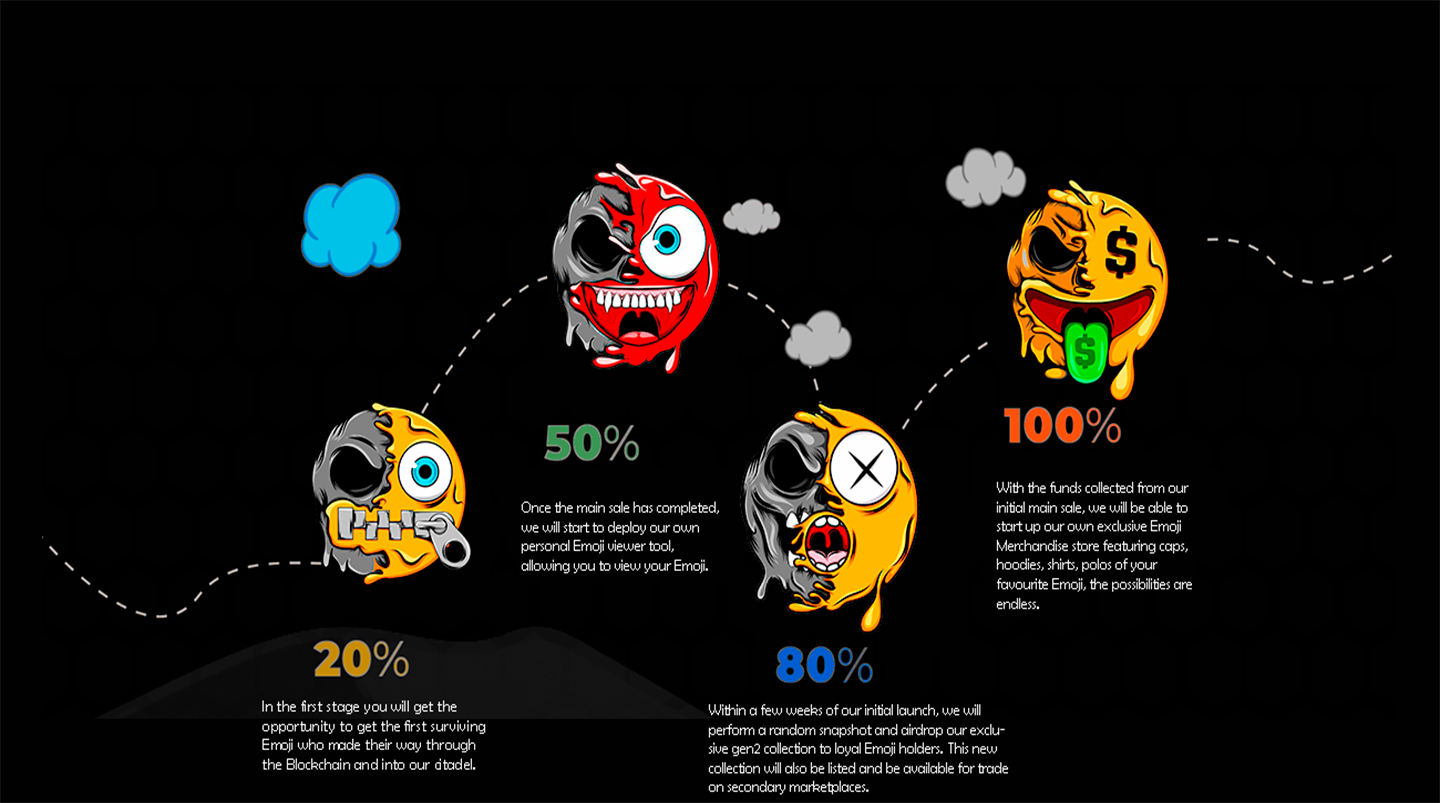 20%
In the first stage you will get the
opportunity to get the first surviving
Emoji who made their way through
the Blockchain and into our citadel.
50%
Once the main sale has completed,
we will start to deploy our own
personal Emoji viewer tool,
allowing you to view your Emoji.
80%
Within a few weeks of our initial launch, we will
perform a random snapshot and airdrop our exclu-
sive gen2 collection to loyal Emoji holders. This new
collection will also be listed and be available for trade
on secondary marketplaces.
$
$
100%
With the funds collected from our
initial main sale, we will be able to
start up our own exclusive Emoji
Merchandise store featuring caps,
hoodies, shirts, polos of your
favourite Emoji, the possibilities are
endless.